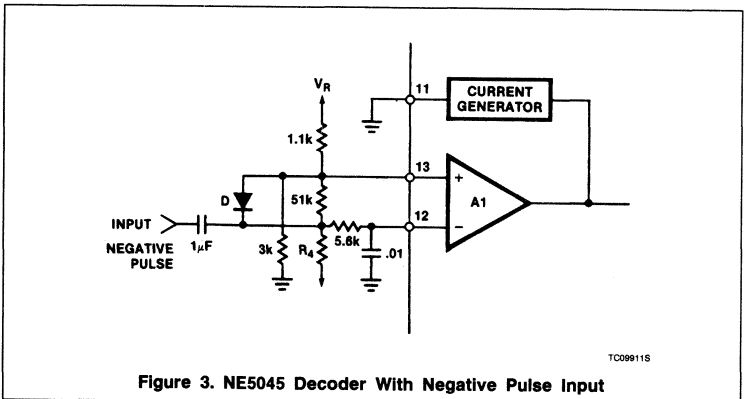 11
CURRENT
GENERATOR
VR
1.1k
13
+
D
51k
A1
12
INPUT
1μF
5.6k
−
NEGATIVE
PULSE
3k
R4
.01
TC09911S
Figure 3. NE5045 Decoder With Negative Pulse Input